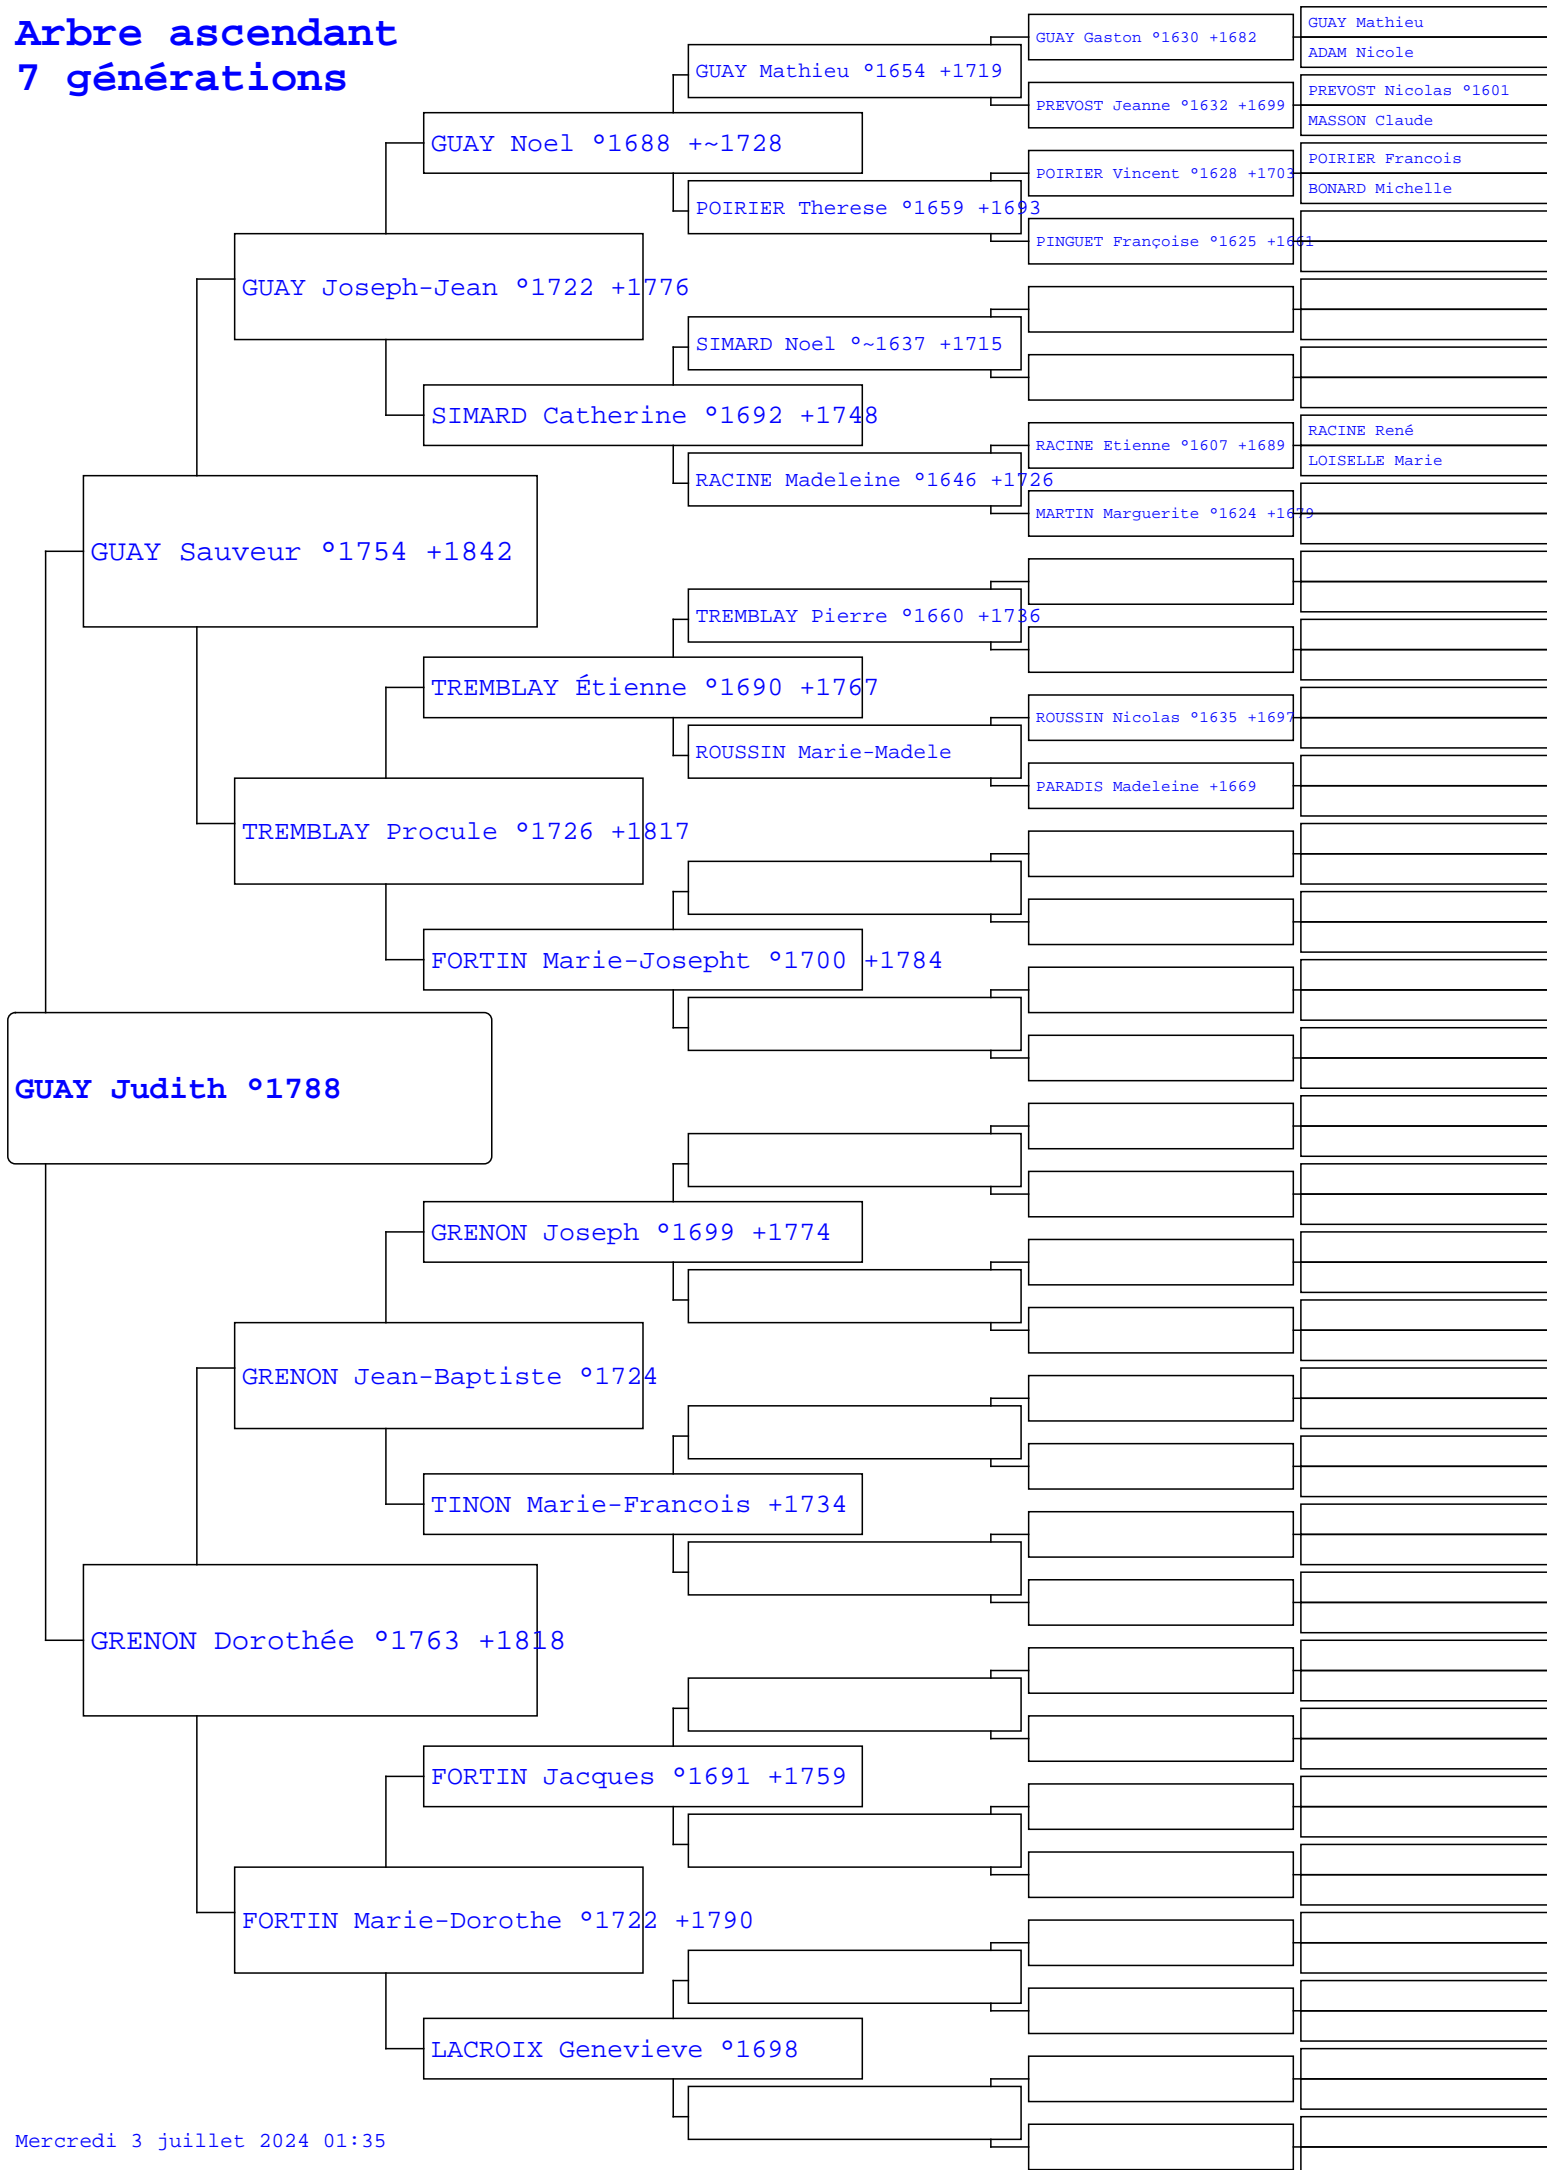 Arbre ascendant
7 générations
GUAY Gaston °1630 +1682
GUAY Mathieu
ADAM Nicole
GUAY Mathieu °1654 +1719
PREVOST Jeanne °1632 +1699
PREVOST Nicolas °1601
MASSON Claude
GUAY Noel °1688 +~1728
POIRIER Vincent °1628 +1703
POIRIER Francois
BONARD Michelle
POIRIER Therese °1659 +1693
PINGUET Françoise °1625 +1661
GUAY Joseph-Jean °1722 +1776
SIMARD Noel °~1637 +1715
SIMARD Catherine °1692 +1748
RACINE Etienne °1607 +1689
RACINE René
LOISELLE Marie
RACINE Madeleine °1646 +1726
MARTIN Marguerite °1624 +1679
GUAY Sauveur °1754 +1842
TREMBLAY Pierre °1660 +1736
TREMBLAY Étienne °1690 +1767
ROUSSIN Nicolas °1635 +1697
ROUSSIN Marie-Madele
PARADIS Madeleine +1669
TREMBLAY Procule °1726 +1817
FORTIN Marie-Josepht °1700 +1784
GUAY Judith °1788
GRENON Joseph °1699 +1774
GRENON Jean-Baptiste °1724
TINON Marie-Francois +1734
GRENON Dorothée °1763 +1818
FORTIN Jacques °1691 +1759
FORTIN Marie-Dorothe °1722 +1790
LACROIX Genevieve °1698
Mercredi 3 juillet 2024 01:35